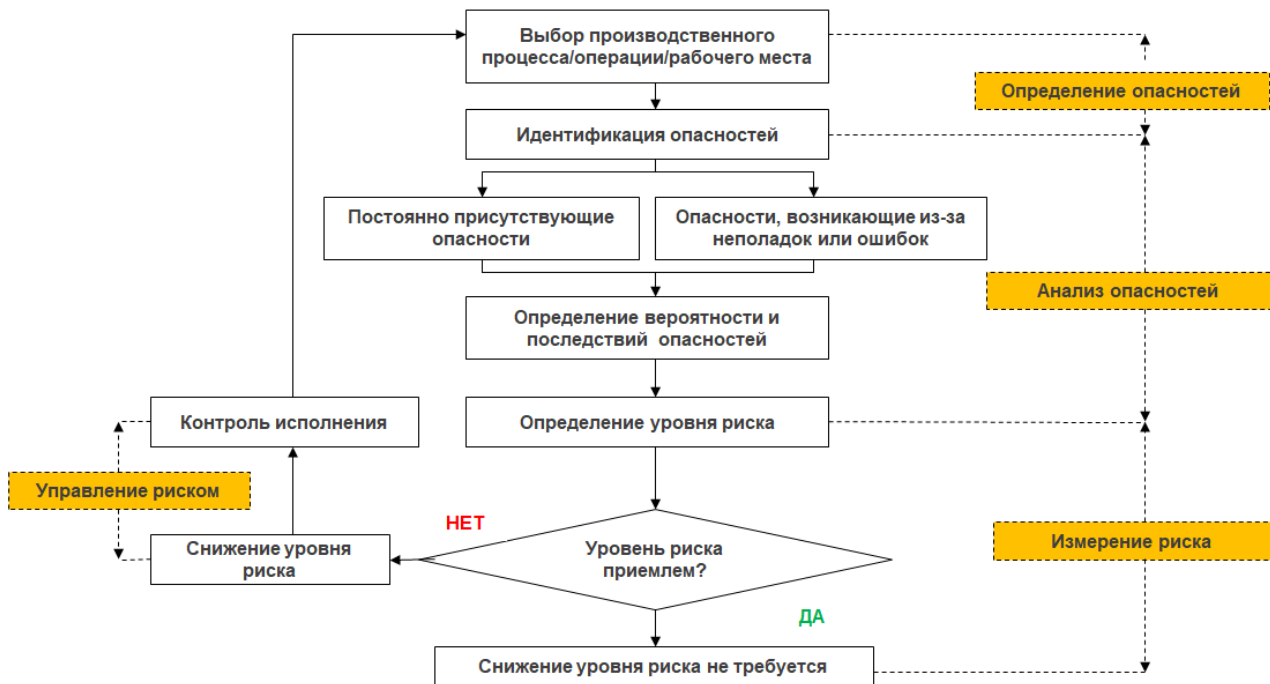 Выбор производственного
процесса/операции/рабочего места
Определение опасностей
Идентификация опасностей
Постоянно присутствующие
опасности
Опасности, возникающие из-за
неполадок или ошибок
Анализ опасностей
Определение вероятности и
последствий опасностей
Контроль исполнения
Определение уровня риска
Управление риском
НЕТ
Снижение уровня
риска
Уровень риска
приемлем?
Измерение риска
ДА
Снижение уровня риска не требуется